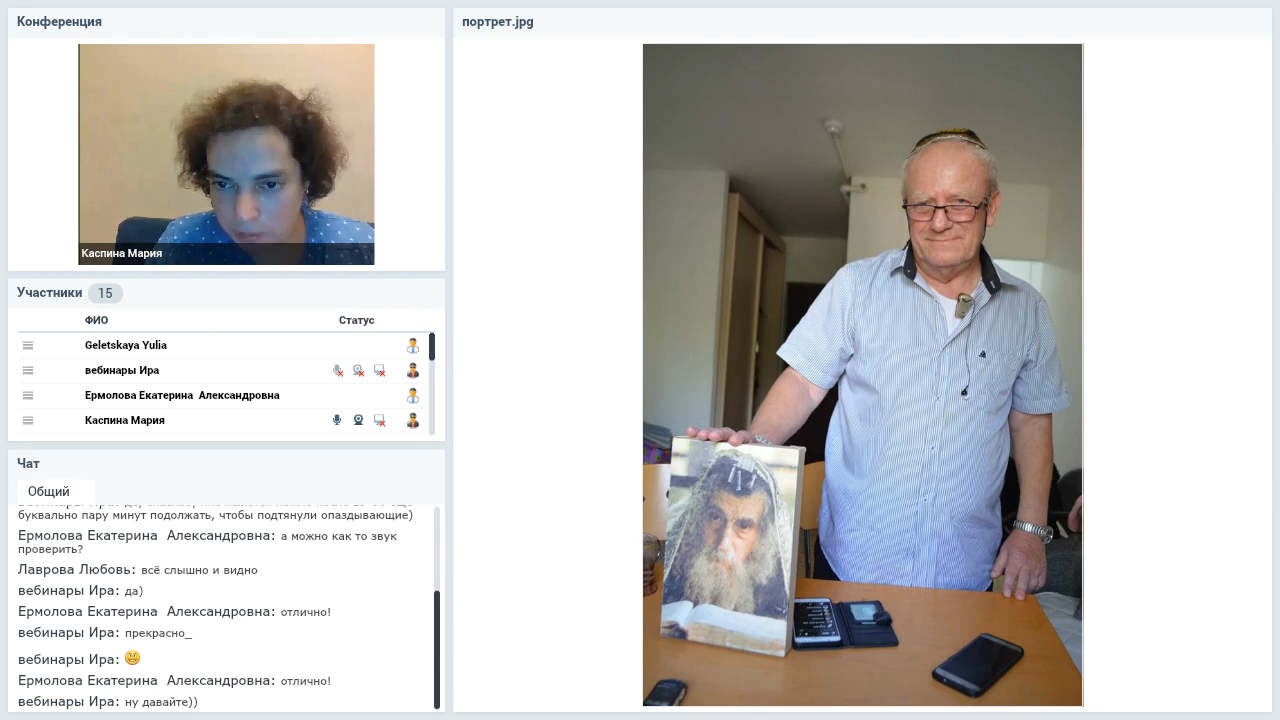 Конференция
Каспина Мария
Участники 15
ФИО Статус
Geletskaya Yulia
вебинары Ира
Ермолова Екатерина Александровна
Каспина Мария
Чат
Общий
буквально пару минут подолжать, чтобы подтянули опаздывающие)
Ермолова Екатерина Александровна: а можно как то звук
проверить?
Лаврова Любовь: всё слышно и видно
вебинары Ира: да)
Ермолова Екатерина Александровна: отлично!
вебинары Ира: прекрасно_
вебинары Ира:
Ермолова Екатерина Александровна: отлично!
вебинары Ира: ну давайте))
портрет.jpg